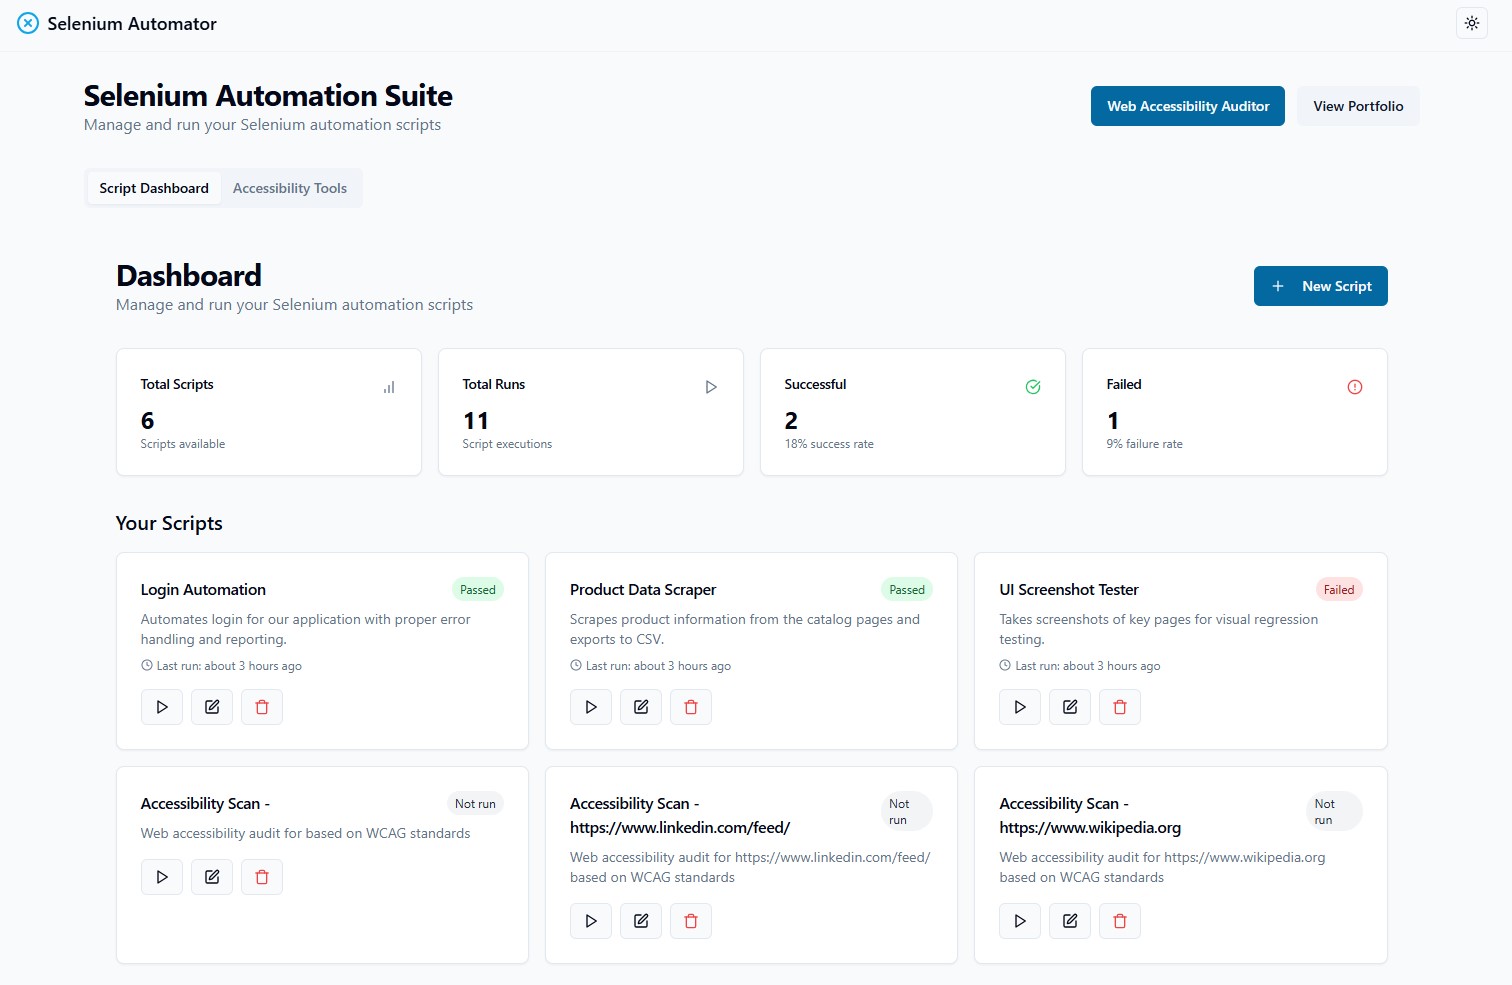 Selenium Automator
Selenium Automation Suite
Manage and run your Selenium automation scripts
Web Accessibility Auditor
View Portfolio
Script Dashboard
Accessibility Tools
Dashboard
Manage and run your Selenium automation scripts
New Script
Total Scripts
6
Scripts available
Total Runs
11
Script executions
Successful
2
18% success rate
Failed
1
9% failure rate
Your Scripts
Login Automation
Passed
Automates login for our application with proper error
handling and reporting.
Last run: about 3 hours ago
Product Data Scraper
Passed
Scrapes product information from the catalog pages and
exports to CSV.
Last run: about 3 hours ago
UI Screenshot Tester
Failed
Takes screenshots of key pages for visual regression
testing.
Last run: about 3 hours ago
Accessibility Scan -
Not run
Web accessibility audit for based on WCAG standards
Accessibility Scan -
https://www.linkedin.com/feed/
Not
run
Web accessibility audit for https://www.linkedin.com/feed/
based on WCAG standards
Accessibility Scan -
https://www.wikipedia.org
Not
run
Web accessibility audit for https://www.wikipedia.org
based on WCAG standards